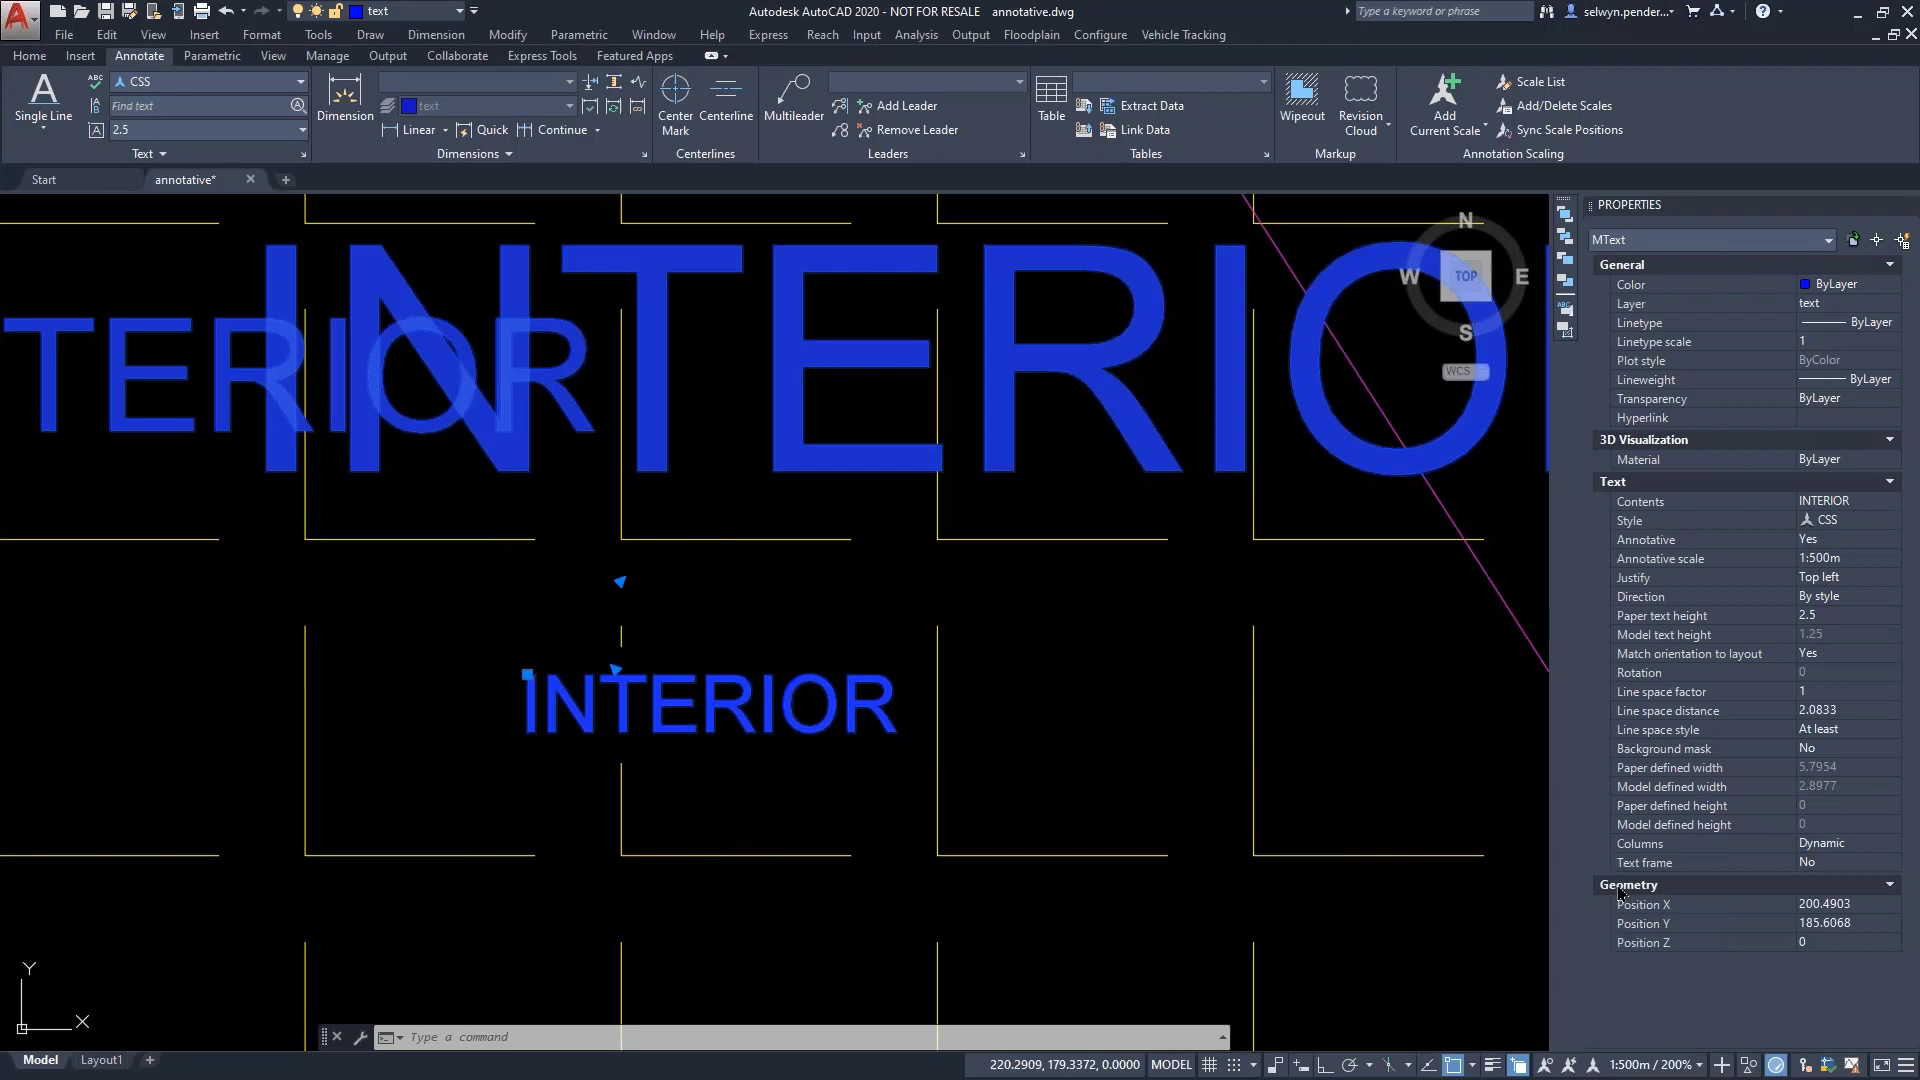 text
Autodesk AutoCAD 2020 - NOT FOR RESALE annotative.dwg
Type a keyword or phrase
selwyn.pender...
File Edit View Insert Format Tools Draw Dimension Modify Parametric Window Help Express Reach Input Analysis Output Floodplain Configure Vehicle Tracking
Home Insert Annotate Parametric View Manage Output Collaborate Express Tools Featured Apps
Single Line
CSS
Find text
2.5
Text
Dimension
text
Linear Quick Continue
Dimensions
Center Mark
Centerline
Centerlines
Multileader
Add Leader
Remove Leader
Leaders
Table
Extract Data
Link Data
Tables
Wipeout
Revision Cloud
Markup
Add Current Scale
Scale List
Add/Delete Scales
Sync Scale Positions
Annotation Scaling
Start annotative*
INTERIO
TERIOR
INTERIOR
N
W TOP E
S
WCS
Y
X
PROPERTIES
MText
General
Color ByLayer
Layer text
Linetype ByLayer
Linetype scale 1
Plot style ByColor
Lineweight ByLayer
Transparency ByLayer
Hyperlink
3D Visualization
Material ByLayer
Text
Contents INTERIOR
Style CSS
Annotative Yes
Annotative scale 1:500m
Justify Top left
Direction By style
Paper text height 2.5
Model text height 1.25
Match orientation to layout Yes
Rotation 0
Line space factor 1
Line space distance 2.0833
Line space style At least
Background mask No
Paper defined width 5.7954
Model defined width 2.8977
Paper defined height 0
Model defined height 0
Columns Dynamic
Text frame No
Geometry
Position X 200.4903
Position Y 185.6068
Position Z 0
Type a command
Model Layout1
220.2909, 179.3372, 0.0000 MODEL 1:500m / 200%